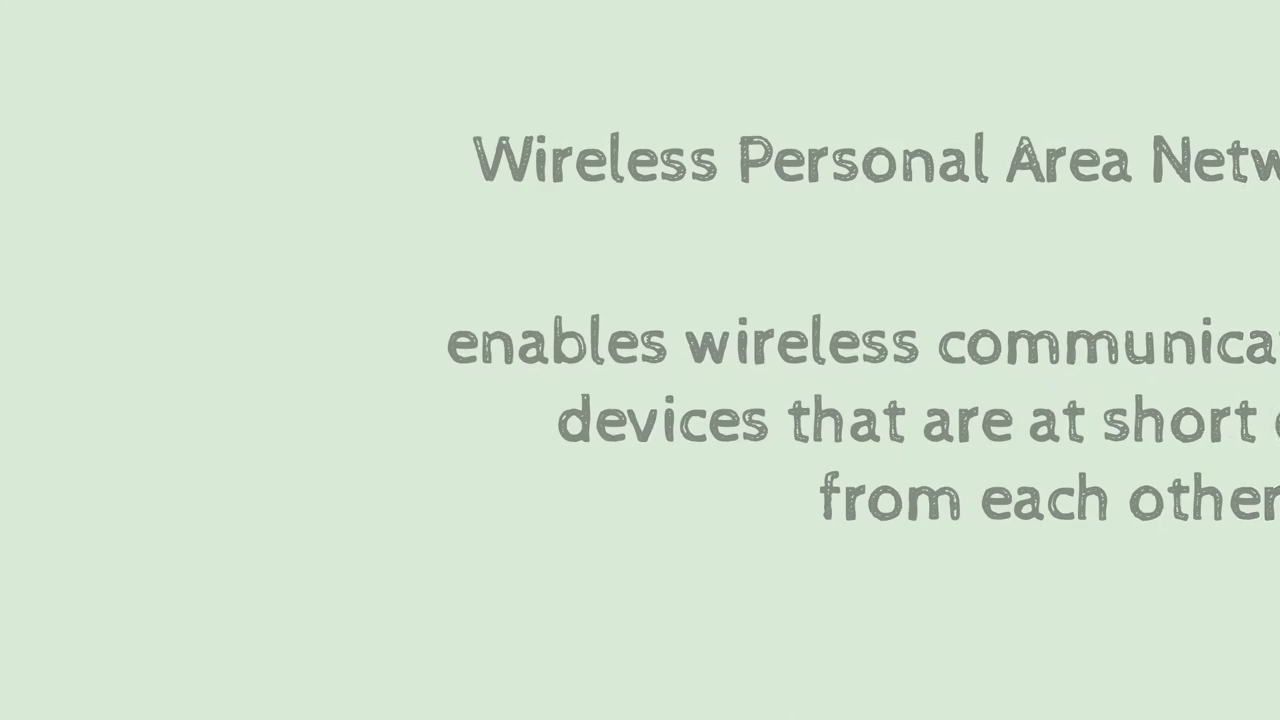 Wireless Personal Area Netw
enables wireless communica
devices that are at short
from each other